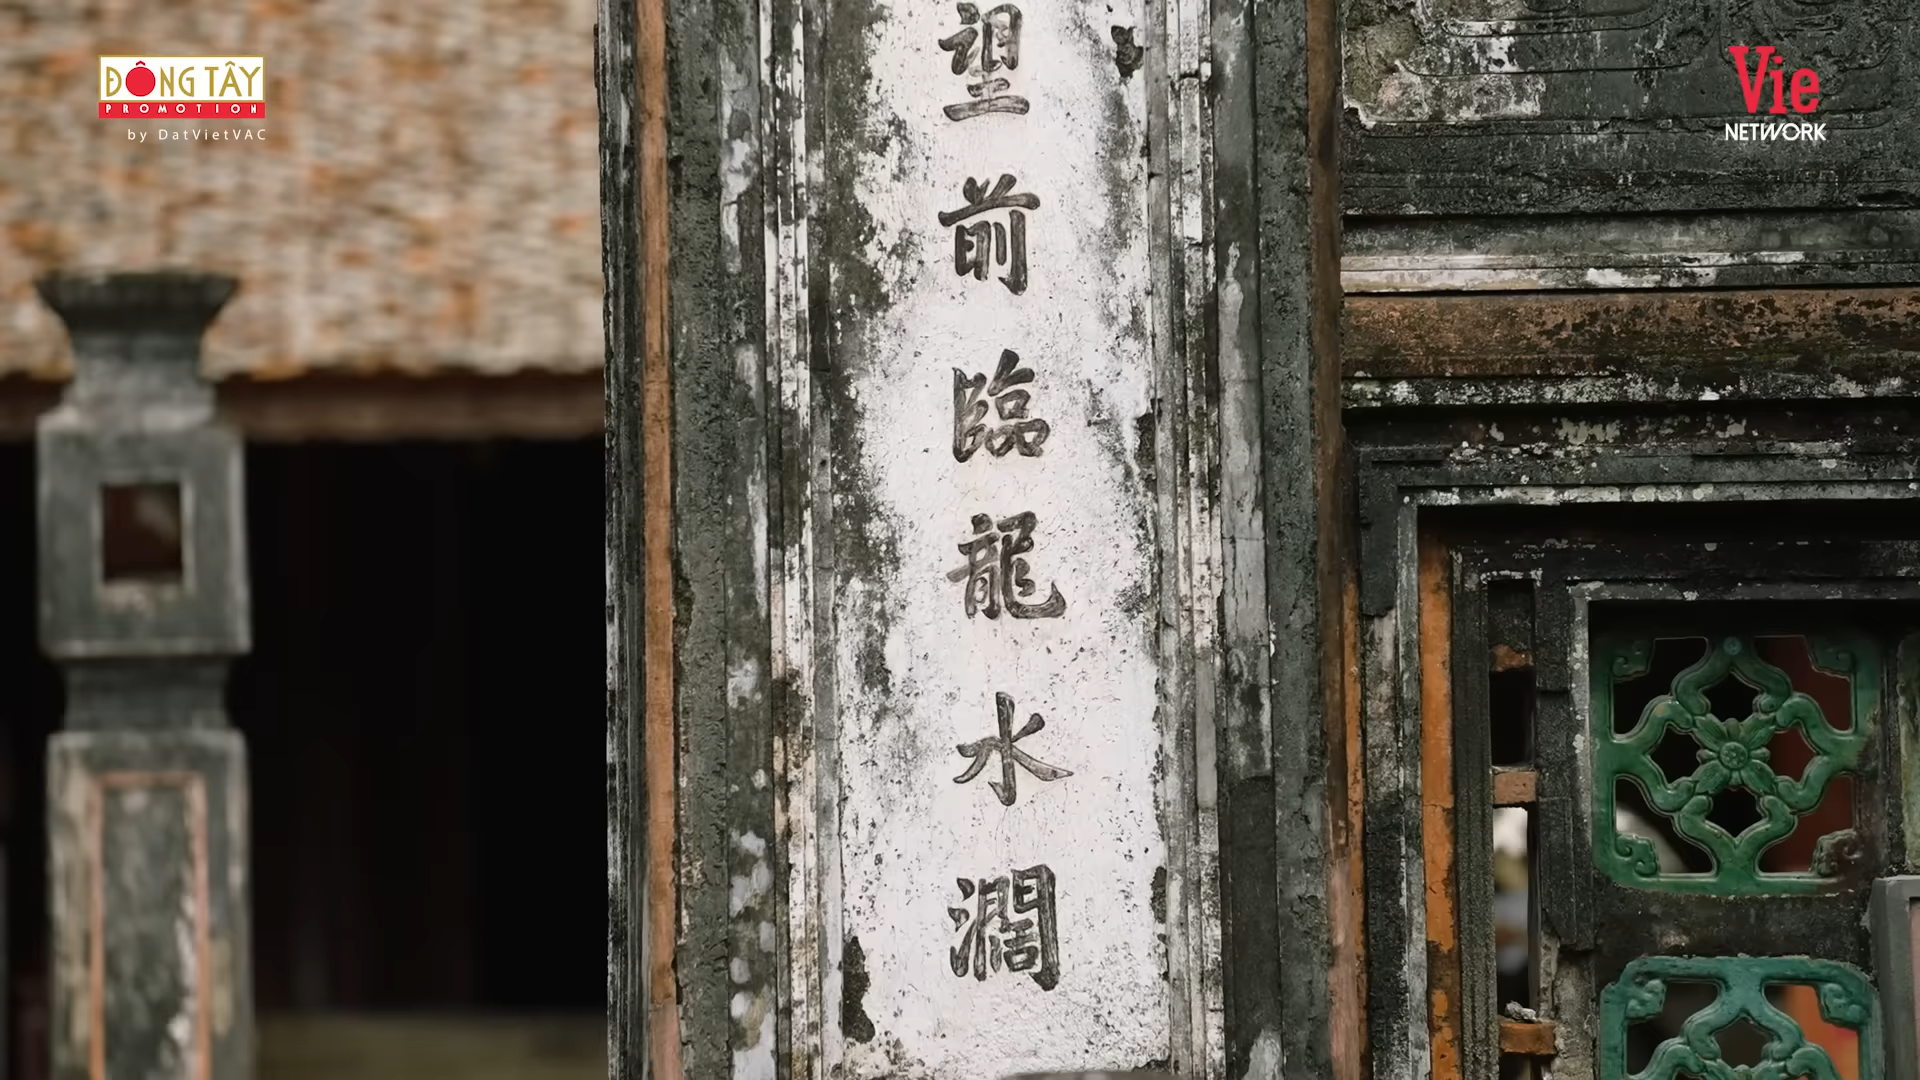 ĐÔNG TÂY
PROMOTION
by DatVietVAC
Vie
NETWORK
望前臨龍水濶